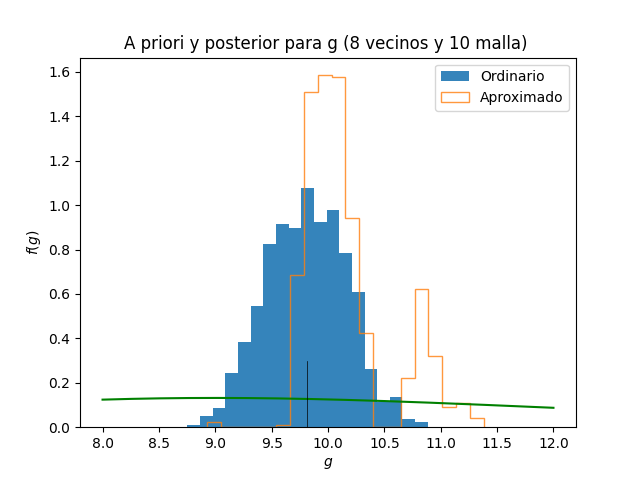 A priori y posterior para g (8 vecinos y 10 malla)
Ordinario
Aproximado
1.6
1.4
1.2
1.0
0.8
0.6
0.4
0.2
0.0
f(g)
8.0 8.5 9.0 9.5 10.0 10.5 11.0 11.5 12.0
g